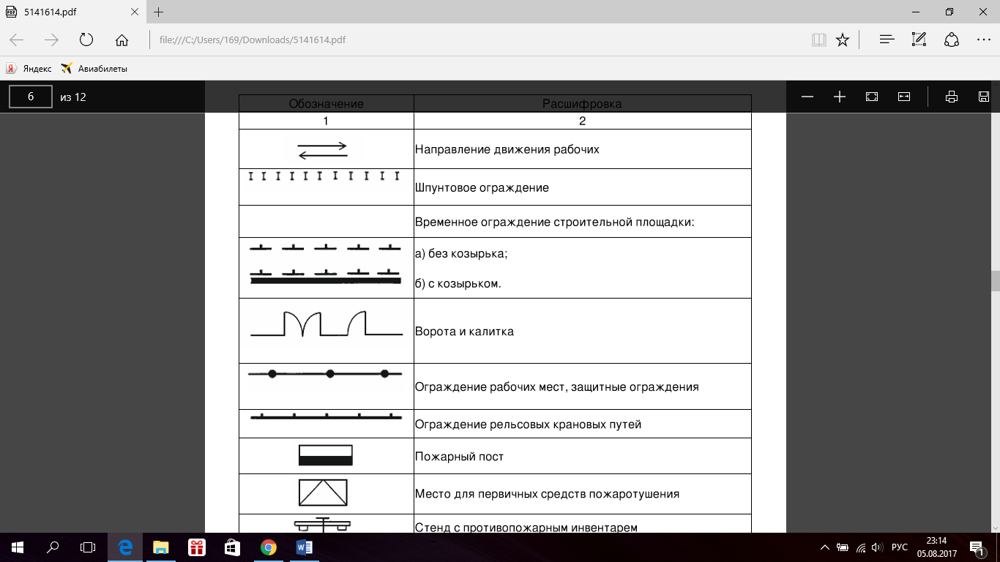 5141614.pdf
file:///C:/Users/169/Downloads/5141614.pdf
Яндекс
Авиабилеты
6 из 12
Обозначение Расшифровка
1 2
Направление движения рабочих
Шпунтовое ограждение
Временное ограждение строительной площадки:
а) без козырька;
б) с козырьком.
Ворота и калитка
Ограждение рабочих мест, защитные ограждения
Ограждение рельсовых крановых путей
Пожарный пост
Место для первичных средств пожаротушения
Стенд с противопожарным инвентарем
РУС
23:14
05.08.2017
1